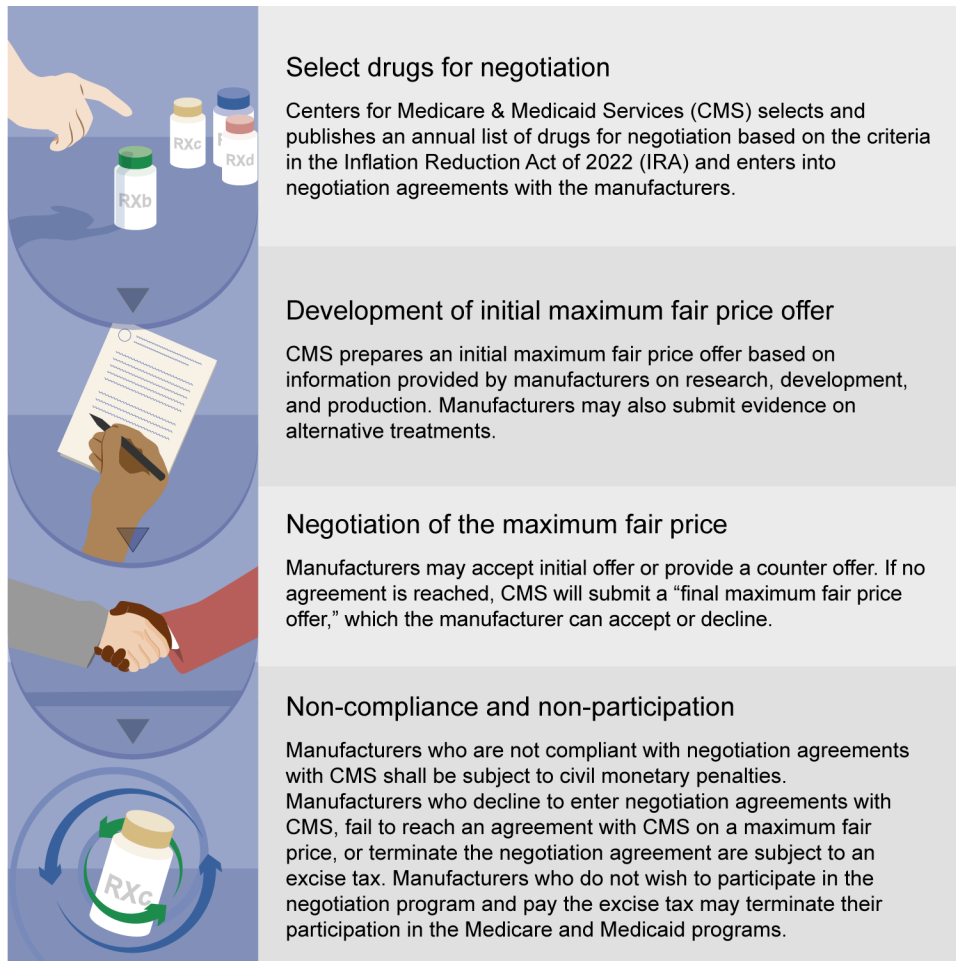 RXc
RXd
RXb
Select drugs for negotiation
Centers for Medicare & Medicaid Services (CMS) selects and
publishes an annual list of drugs for negotiation based on the criteria
in the Inflation Reduction Act of 2022 (IRA) and enters into
negotiation agreements with the manufacturers.
Development of initial maximum fair price offer
CMS prepares an initial maximum fair price offer based on
information provided by manufacturers on research, development,
and production. Manufacturers may also submit evidence on
alternative treatments.
Negotiation of the maximum fair price
Manufacturers may accept initial offer or provide a counter offer. If no
agreement is reached, CMS will submit a “final maximum fair price
offer,” which the manufacturer can accept or decline.
Non-compliance and non-participation
Manufacturers who are not compliant with negotiation agreements
with CMS shall be subject to civil monetary penalties.
Manufacturers who decline to enter negotiation agreements with
CMS, fail to reach an agreement with CMS on a maximum fair
price, or terminate the negotiation agreement are subject to an
excise tax. Manufacturers who do not wish to participate in the
negotiation program and pay the excise tax may terminate their
participation in the Medicare and Medicaid programs.
RXc